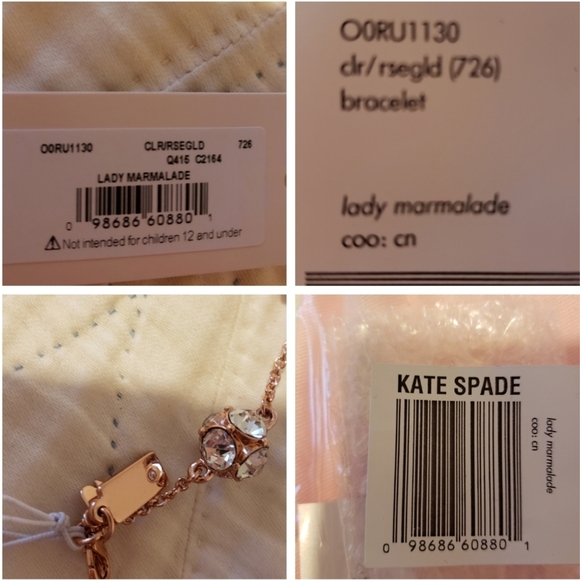 O0RU1130 CLR/RSEGLD 726
Q415 C2164
LADY MARMALADE
0 98686 60880 1
Not intended for children 12 and under
O0RU1130
clr/rsegld (726)
bracelet
lady marmalade
coo: cn
KATE SPADE
lady marmalade
coo: cn
0 98686 60880 1